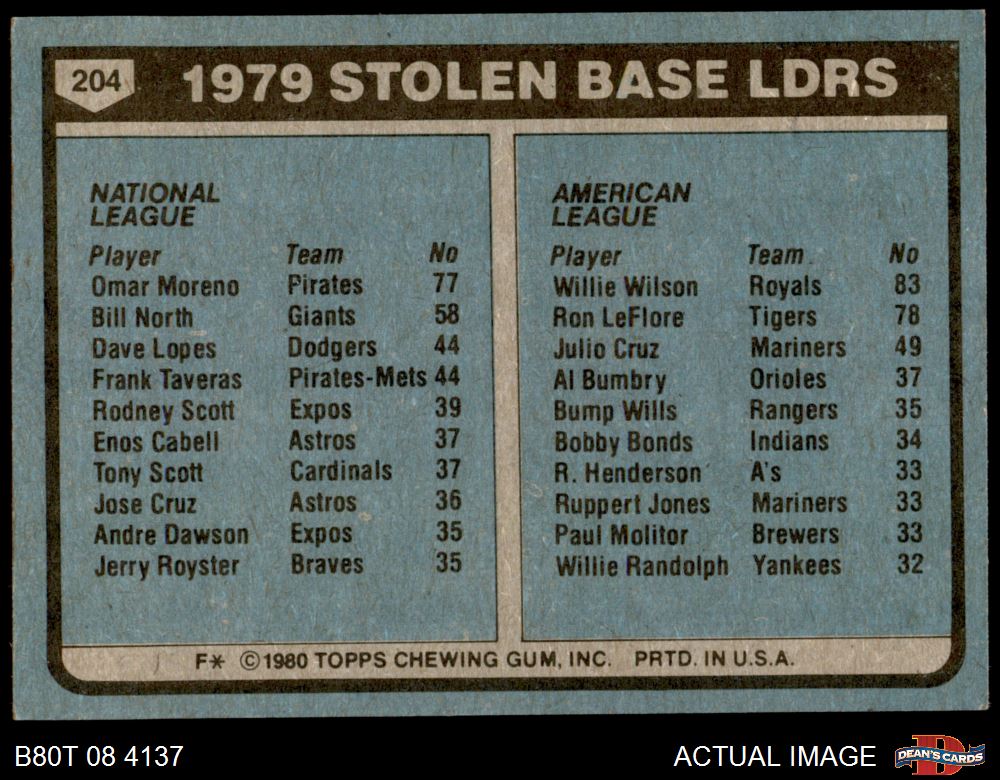 204 1979 STOLEN BASE LDRS
NATIONAL
LEAGUE
Player Team No
Omar Moreno Pirates 77
Bill North Giants 58
Dave Lopes Dodgers 44
Frank Taveras Pirates-Mets 44
Rodney Scott Expos 39
Enos Cabell Astros 37
Tony Scott Cardinals 37
Jose Cruz Astros 36
Andre Dawson Expos 35
Jerry Royster Braves 35
AMERICAN
LEAGUE
Player Team No
Willie Wilson Royals 83
Ron LeFlore Tigers 78
Julio Cruz Mariners 49
Al Bumbry Orioles 37
Bump Wills Rangers 35
Bobby Bonds Indians 34
R. Henderson A's 33
Ruppert Jones Mariners 33
Paul Molitor Brewers 33
Willie Randolph Yankees 32
F* ©1980 TOPPS CHEWING GUM, INC. PRTD. IN U.S.A.
B80T 08 4137 ACTUAL IMAGE D DEAN'S CARDS